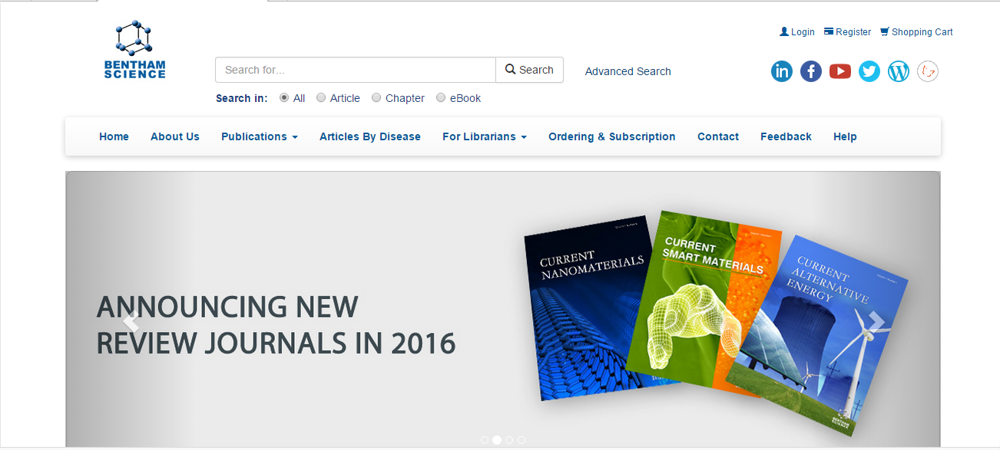 Login Register Shopping Cart
BENTHAM
SCIENCE
Search for... Search Advanced Search
Search in: All Article Chapter eBook
Home About Us Publications Articles By Disease For Librarians Ordering & Subscription Contact Feedback Help
ANNOUNCING NEW
REVIEW JOURNALS IN 2016
CURRENT
NANOMATERIALS
CURRENT
SMART MATERIALS
CURRENT
ALTERNATIVE
ENERGY
BENTHAM
SCIENCE